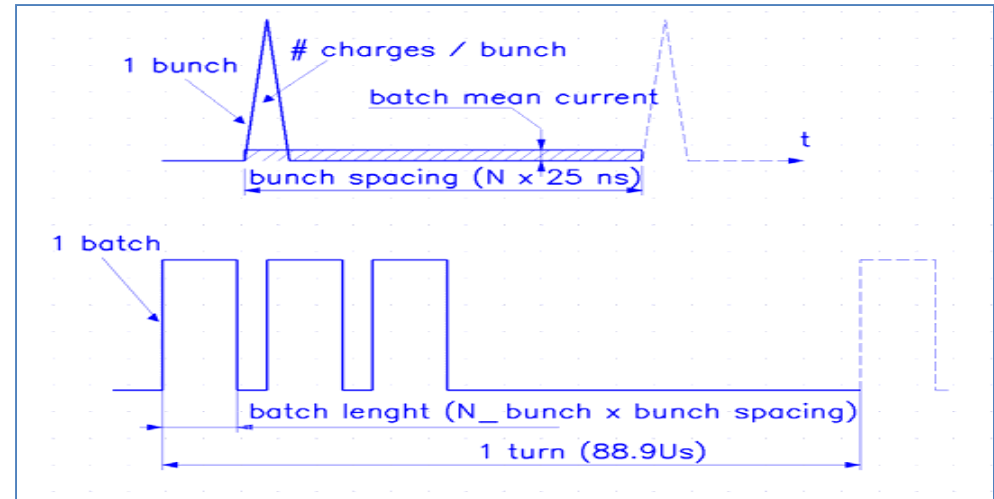 # charges / bunch
1 bunch
batch mean current
t
bunch spacing (N x 25 ns)
1 batch
batch lenght (N_ bunch x bunch spacing)
1 turn (88.9Us)